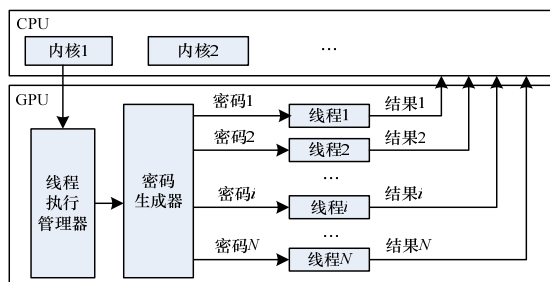 CPU
内核1
内核2
…
GPU
线程
执行
管理器
密码
生成器
密码1
线程1
结果1
密码2
线程2
结果2
…
密码i
线程i
结果i
…
密码N
线程N
结果N